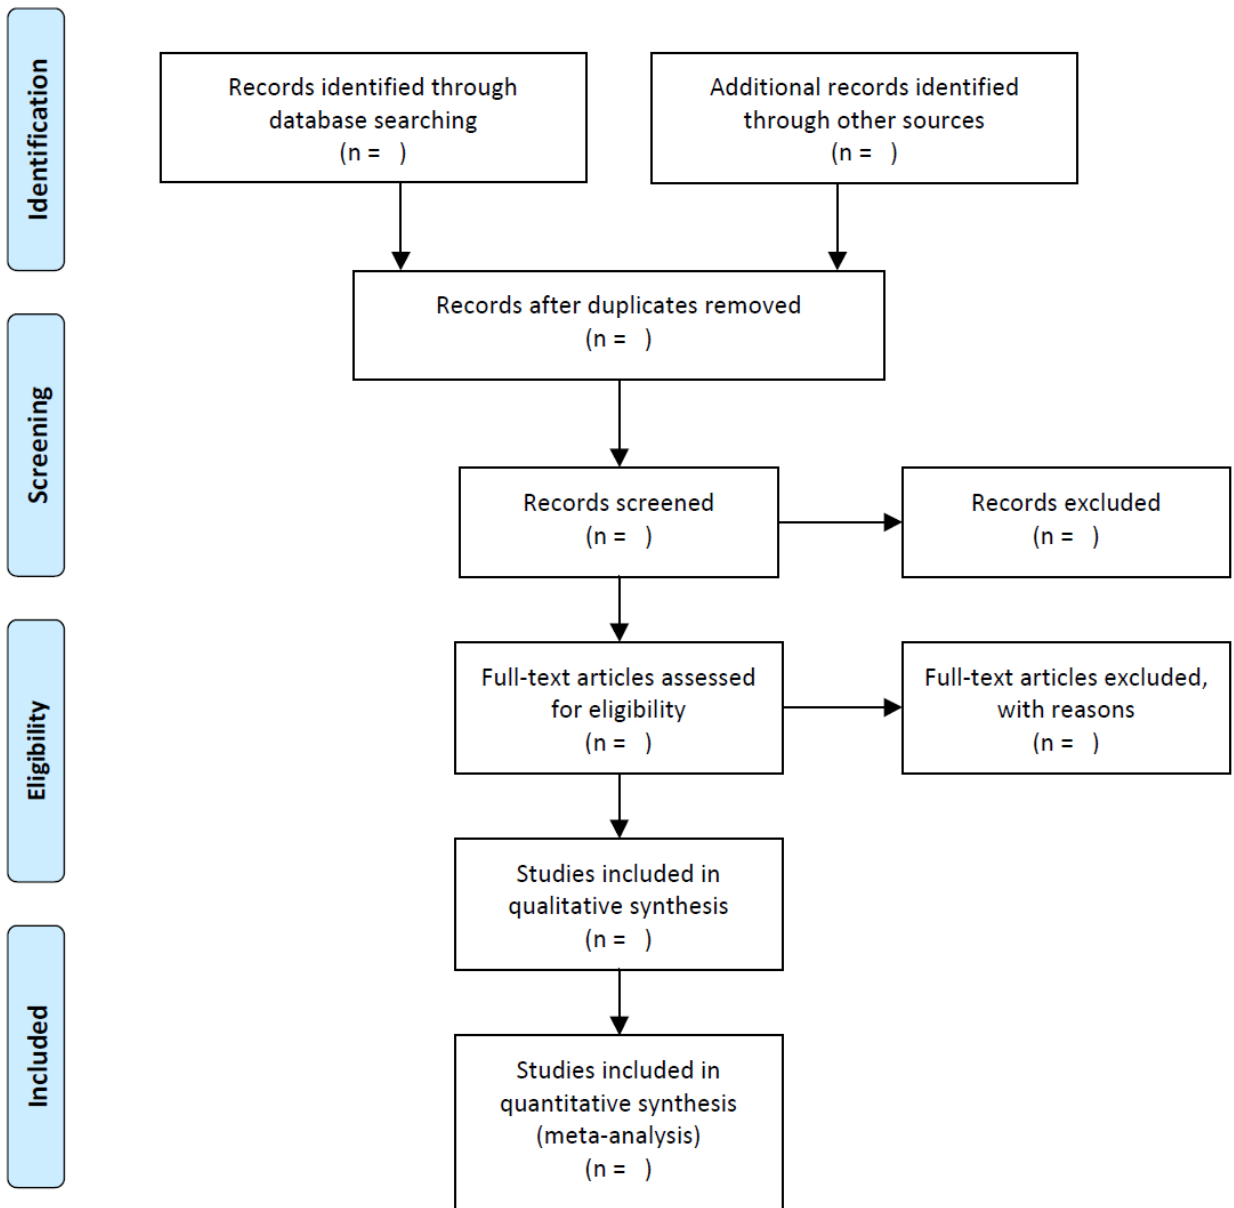 Identification
Records identified through
database searching
(n =   )
Additional records identified
through other sources
(n =   )
Records after duplicates removed
(n =   )
Screening
Records screened
(n =   )
Records excluded
(n =   )
Eligibility
Full-text articles assessed
for eligibility
(n =   )
Full-text articles excluded,
with reasons
(n =   )
Studies included in
qualitative synthesis
(n =   )
Included
Studies included in
quantitative synthesis
(meta-analysis)
(n =   )